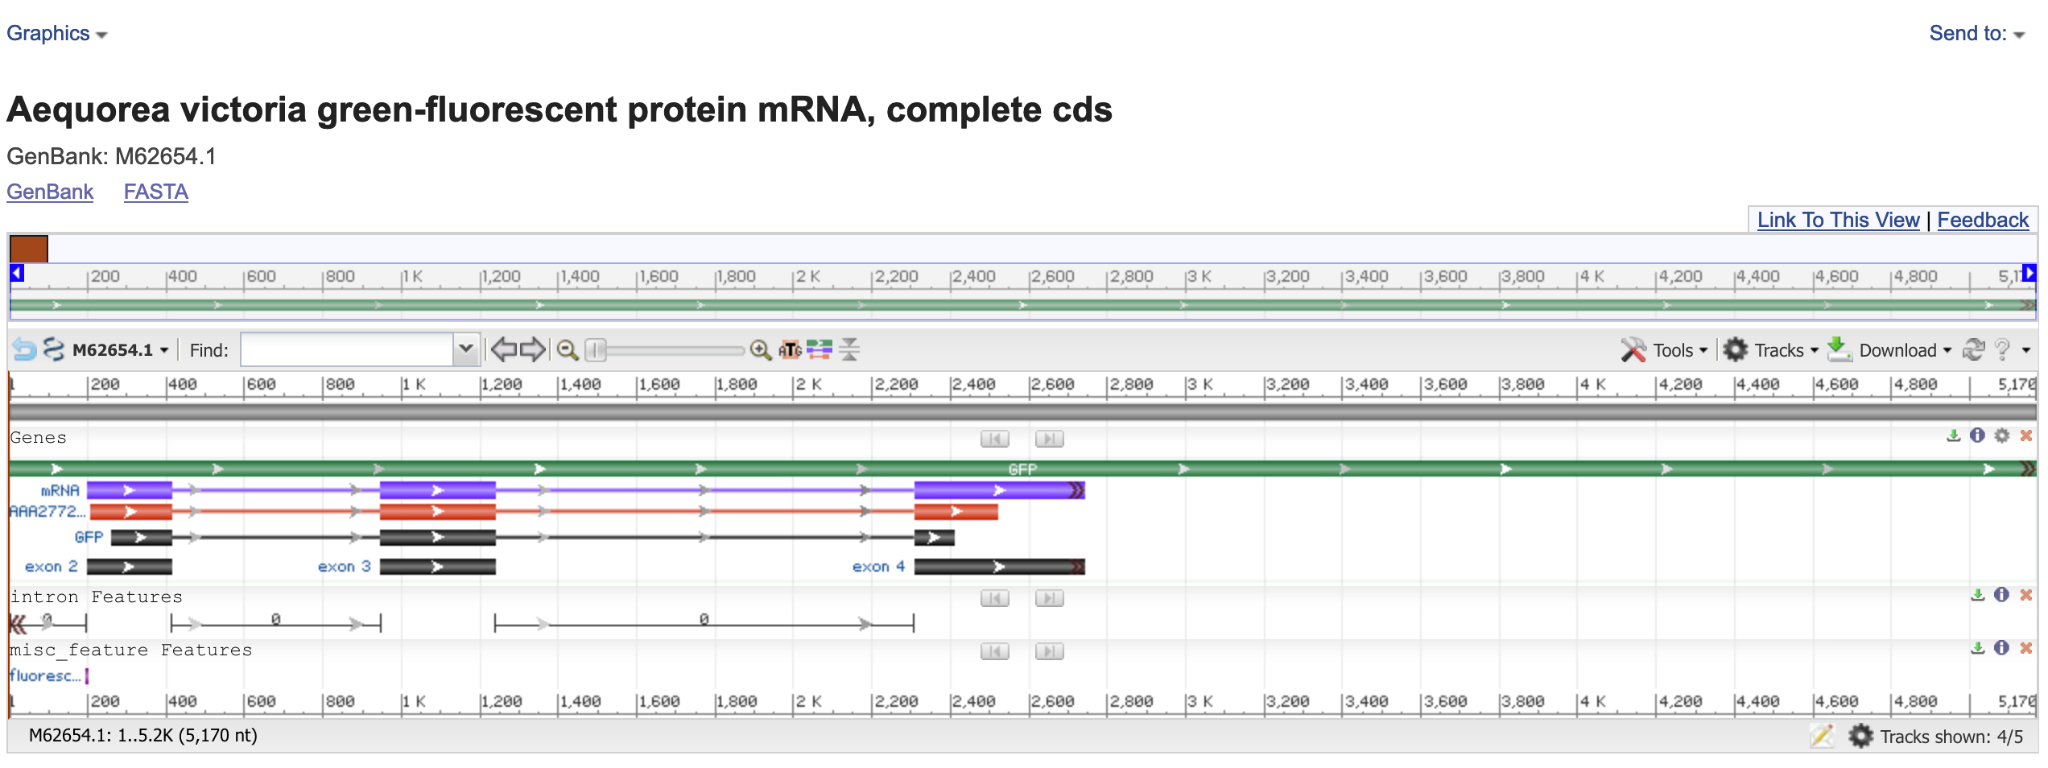 Graphics Send to:
Aequorea victoria green-fluorescent protein mRNA, complete cds
GenBank: M62654.1
GenBank FASTA
Link To This View | Feedback
200 400 600 800 1 K 1,200 1,400 1,600 1,800 2 K 2,200 2,400 2,600 2,800 3 K 3,200 3,400 3,600 3,800 4 K 4,200 4,400 4,600 4,800
M62654.1 Find: ATG Tools Tracks Download ?
1 200 400 600 800 1 K 1,200 1,400 1,600 1,800 2 K 2,200 2,400 2,600 2,800 3 K 3,200 3,400 3,600 3,800 4 K 4,200 4,400 4,600 4,800 5,170
Genes
GFP
mRNA
AAA2772...
GFP
exon 2 exon 3 exon 4
intron Features
0 0 0
misc_feature Features
fluoresc...
1 200 400 600 800 1 K 1,200 1,400 1,600 1,800 2 K 2,200 2,400 2,600 2,800 3 K 3,200 3,400 3,600 3,800 4 K 4,200 4,400 4,600 4,800 5,170
M62654.1: 1..5.2K (5,170 nt) Tracks shown: 4/5